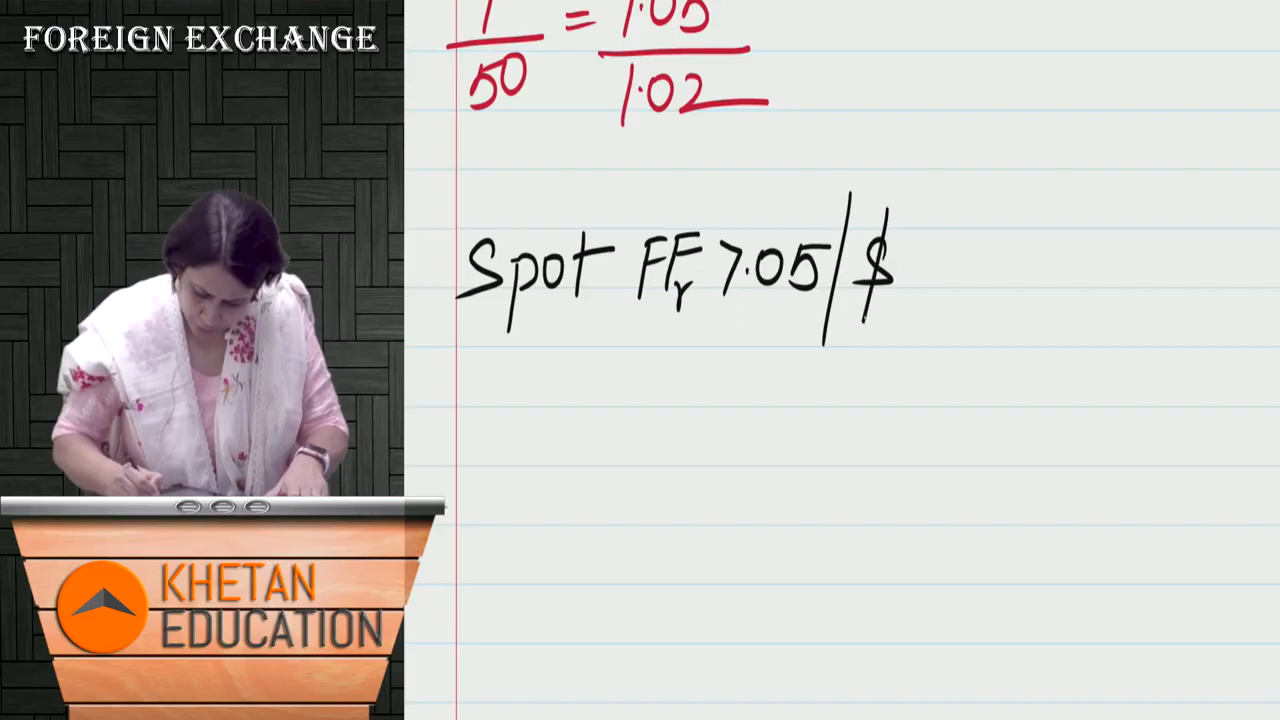 FOREIGN EXCHANGE
1/50 = 1.05/1.02
Spot FFr 7.05/$
KHETAN
EDUCATION